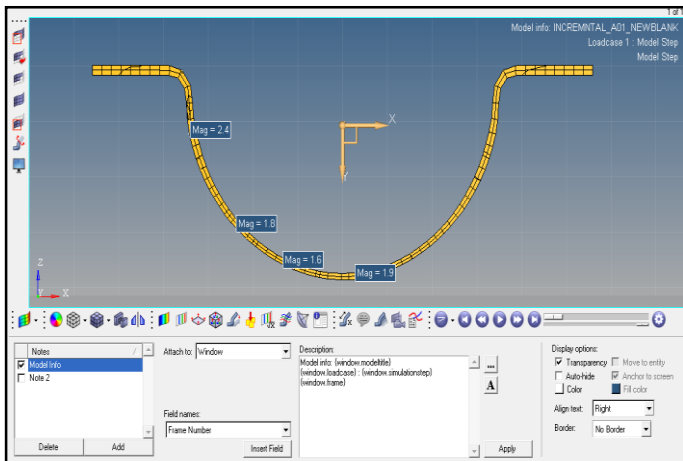 1 of 1
Model info: INCREMNTAL_A01_NEWBLANK
Loadcase 1 : Model Step
Model Step
X
Y
Mag = 2.4
Mag = 1.8
Mag = 1.6
Mag = 1.9
Z
Y
X
Notes /
Model Info
Note 2
Delete
Add
Attach to:
Window
Field names:
Frame Number
Insert Field
Description:
Model info: {window.modeltitle}
{window.loadcase} : {window.simulationstep}
{window.frame}
...
A
Apply
Display options:
Transparency
Move to entity
Auto-hide
Anchor to screen
Color
Fill color
Align text:
Right
Border:
No Border